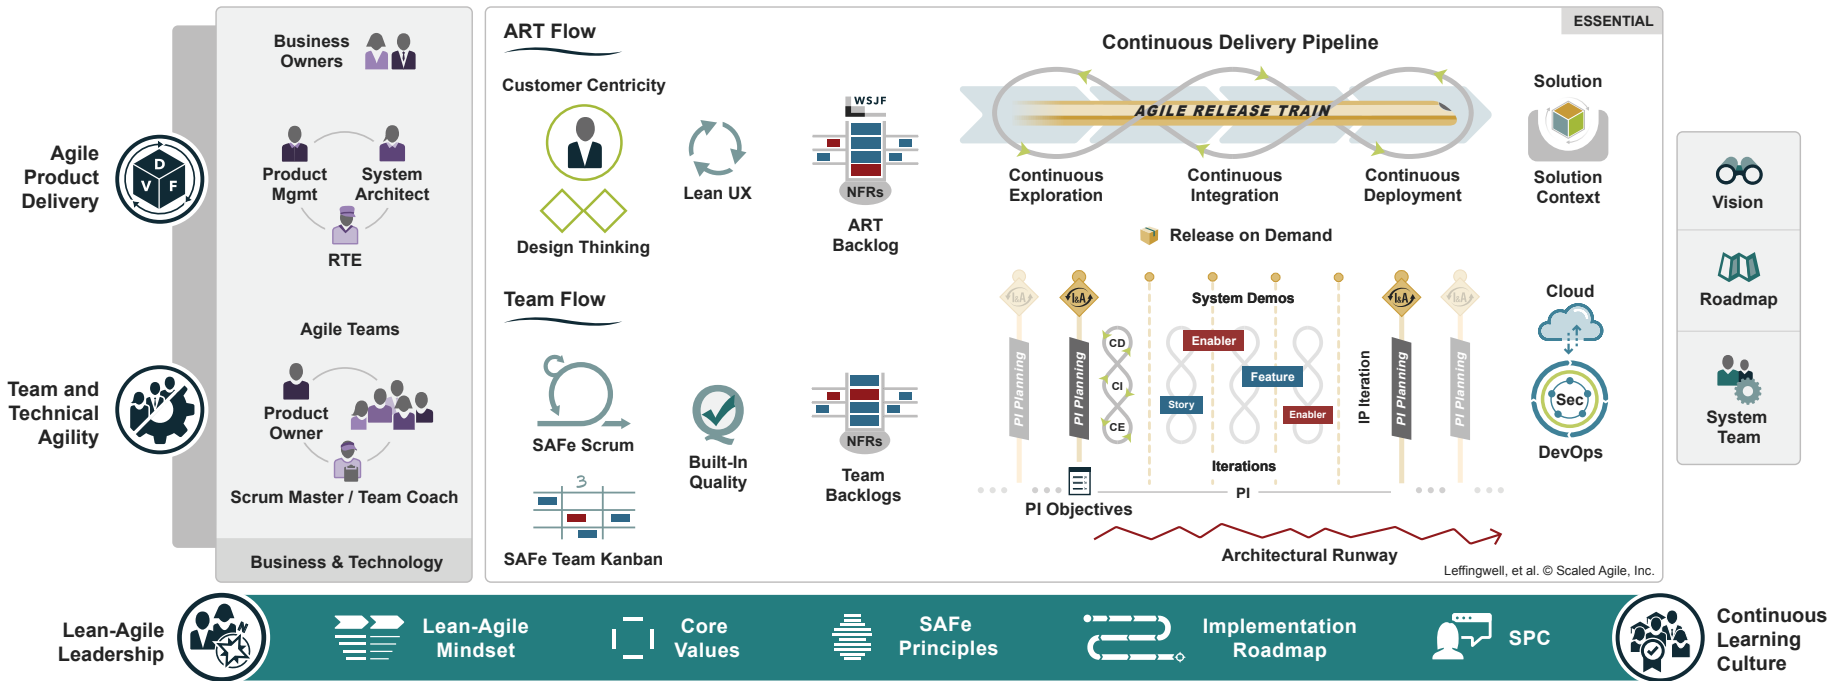 Agile
Product
Delivery
D
V F
Team and
Technical
Agility
Business
Owners
Product
Mgmt
System
Architect
RTE
Agile Teams
Product
Owner
Scrum Master / Team Coach
Business & Technology
ESSENTIAL
ART Flow
Customer Centricity
Design Thinking
Lean UX
WSJF
NFRs
ART
Backlog
Continuous Delivery Pipeline
AGILE RELEASE TRAIN
Continuous
Exploration
Continuous
Integration
Continuous
Deployment
Release on Demand
Solution
Solution
Context
Team Flow
SAFe Scrum
3
SAFe Team Kanban
Built-In
Quality
NFRs
Team
Backlogs
I&A
I&A
I&A
I&A
PI Planning
PI Planning
CD
CI
CE
System Demos
Enabler
Feature
Story
Enabler
Iterations
IP Iteration
PI Planning
PI Planning
PI
PI Objectives
Architectural Runway
Cloud
Sec
DevOps
Leffingwell, et al. © Scaled Agile, Inc.
Vision
Roadmap
System
Team
Lean-Agile
Leadership
N
Lean-Agile
Mindset
Core
Values
SAFe
Principles
Implementation
Roadmap
SPC
Continuous
Learning
Culture